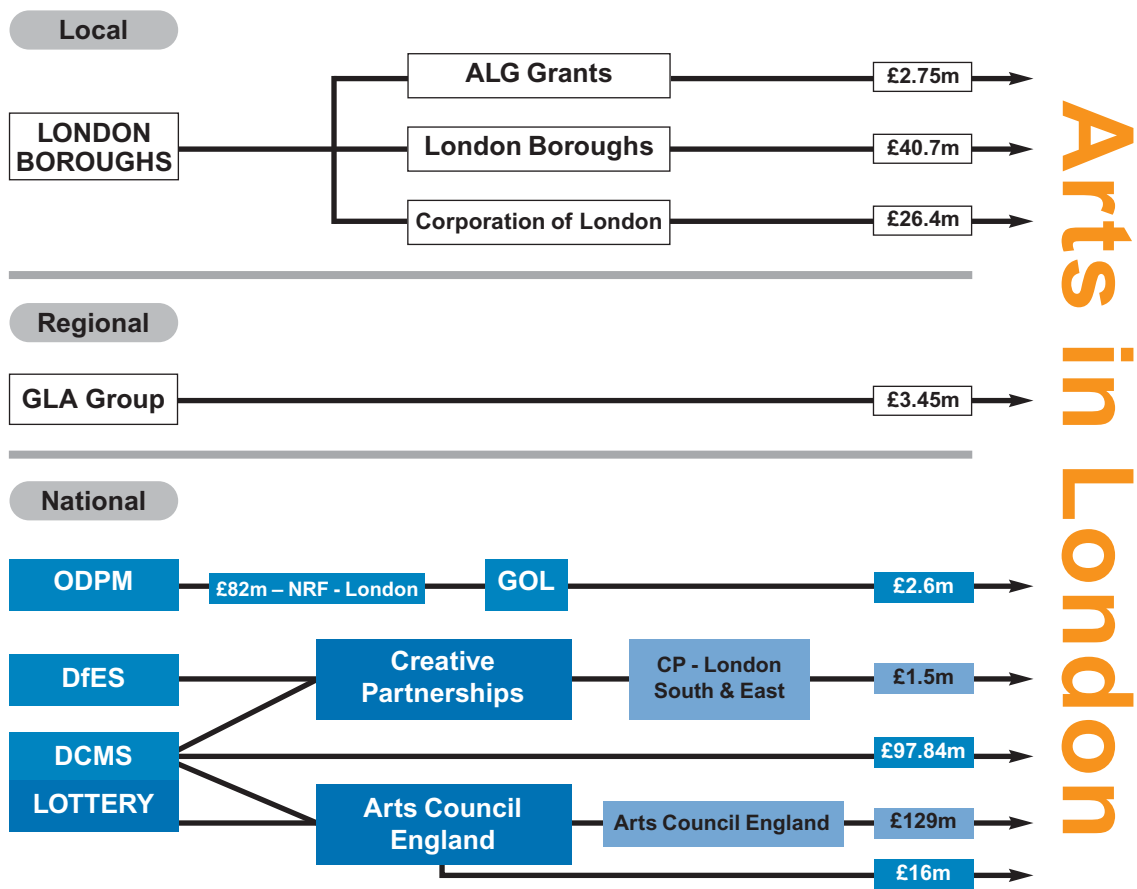 Local
ALG Grants
£2.75m
LONDON
BOROUGHS
London Boroughs
£40.7m
Corporation of London
£26.4m
Regional
GLA Group
£3.45m
National
ODPM
£82m – NRF - London
GOL
£2.6m
DfES
Creative
Partnerships
CP - London
South & East
£1.5m
DCMS
£97.84m
LOTTERY
Arts Council
England
Arts Council England
£129m
£16m
Arts in London